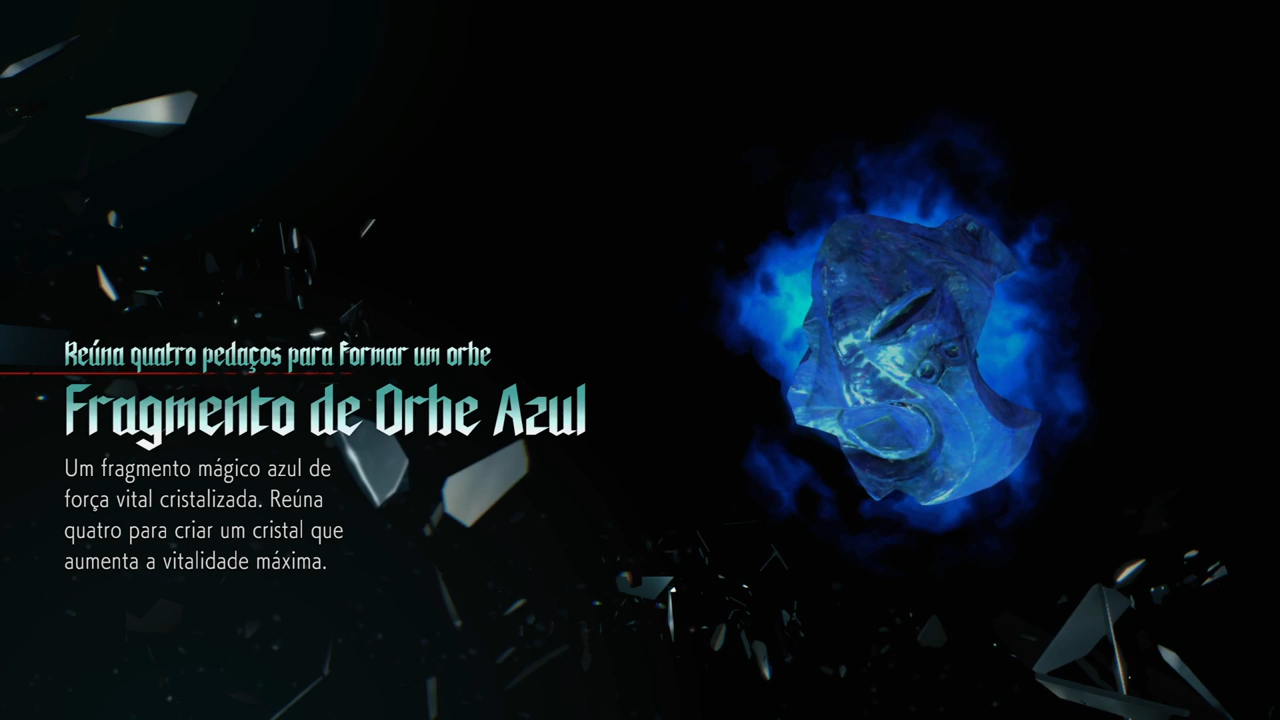 Reúna quatro pedaços para formar um orbe
Fragmento de Orbe Azul
Um fragmento mágico azul de
força vital cristalizada. Reúna
quatro para criar um cristal que
aumenta a vitalidade máxima.